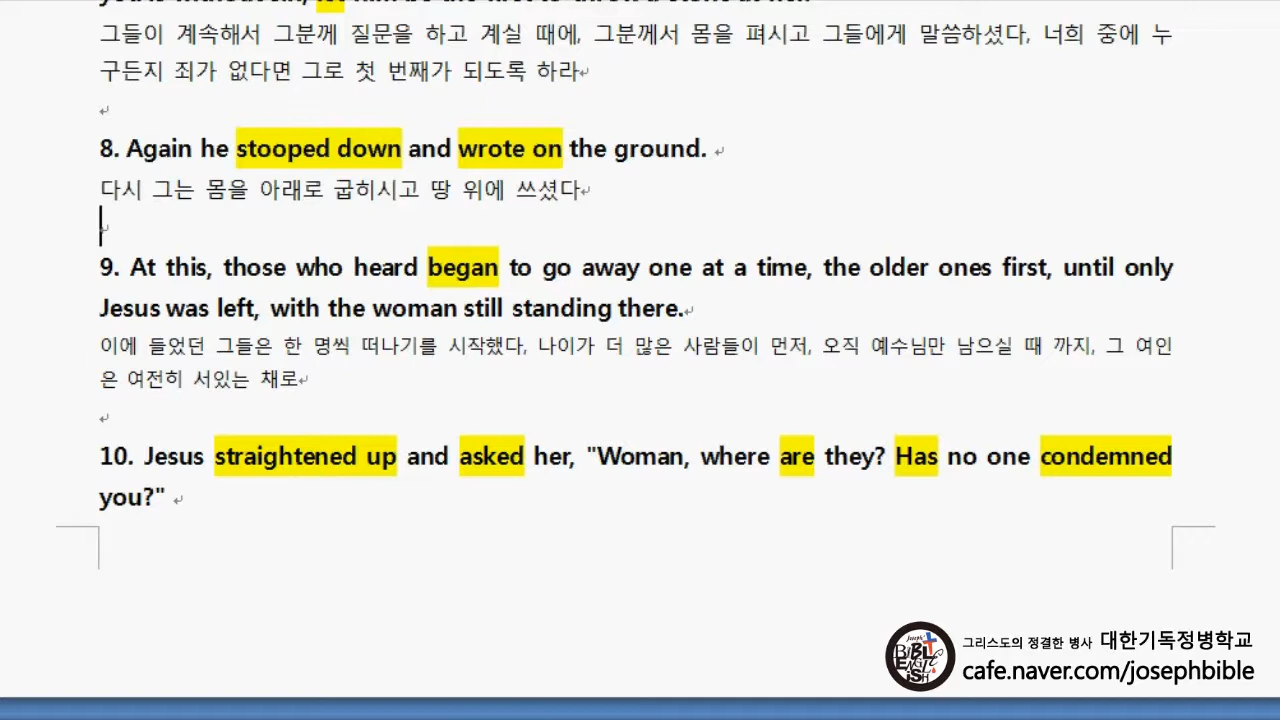 그들이 계속해서 그분께 질문을 하고 계실 때에, 그분께서 몸을 펴시고 그들에게 말씀하셨다, 너희 중에 누
구든지 죄가 없다면 그로 첫 번째가 되도록 하라
8. Again he stooped down and wrote on the ground.
다시 그는 몸을 아래로 굽히시고 땅 위에 쓰셨다
9. At this, those who heard began to go away one at a time, the older ones first, until only
Jesus was left, with the woman still standing there.
이에 들었던 그들은 한 명씩 떠나기를 시작했다, 나이가 더 많은 사람들이 먼저, 오직 예수님만 남으실 때 까지, 그 여인
은 여전히 서있는 채로
10. Jesus straightened up and asked her, "Woman, where are they? Has no one condemned
you?"
그리스도의 정결한 병사 대한기독정병학교
cafe.naver.com/josephbible